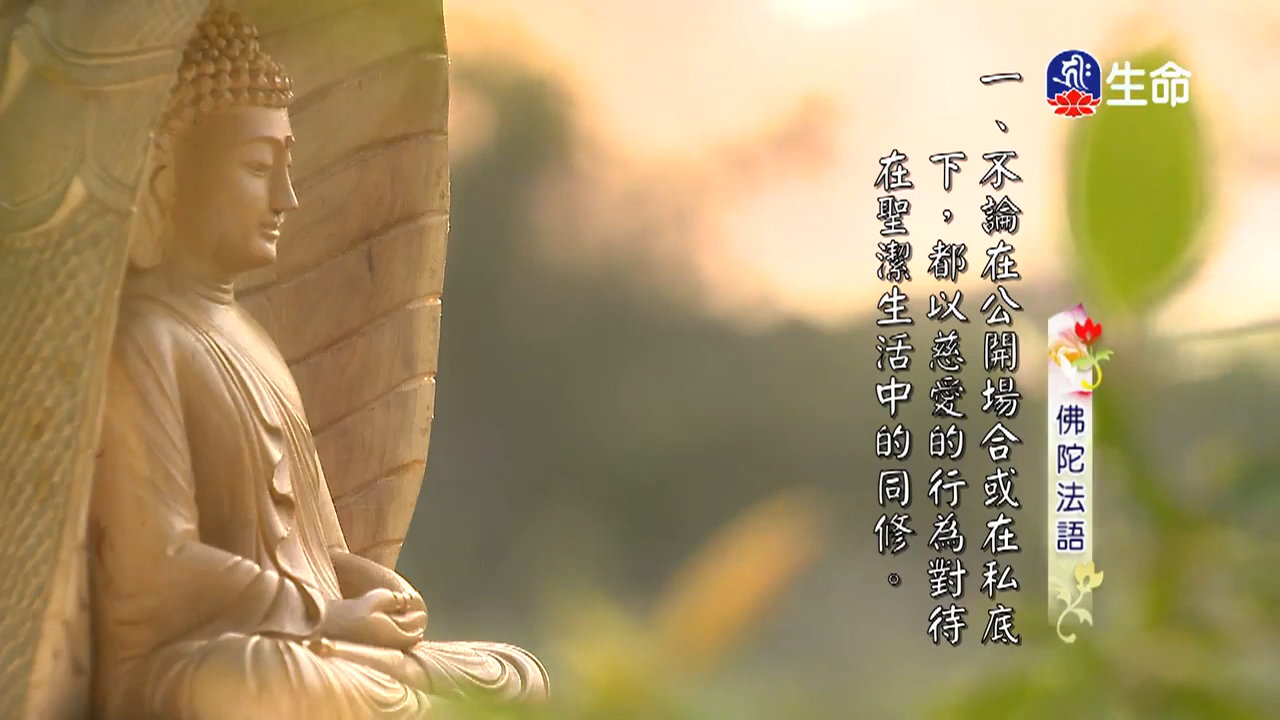 生命
佛陀法語
一、不論在公開場合或在私底
下，都以慈愛的行為對待
在聖潔生活中的同修。